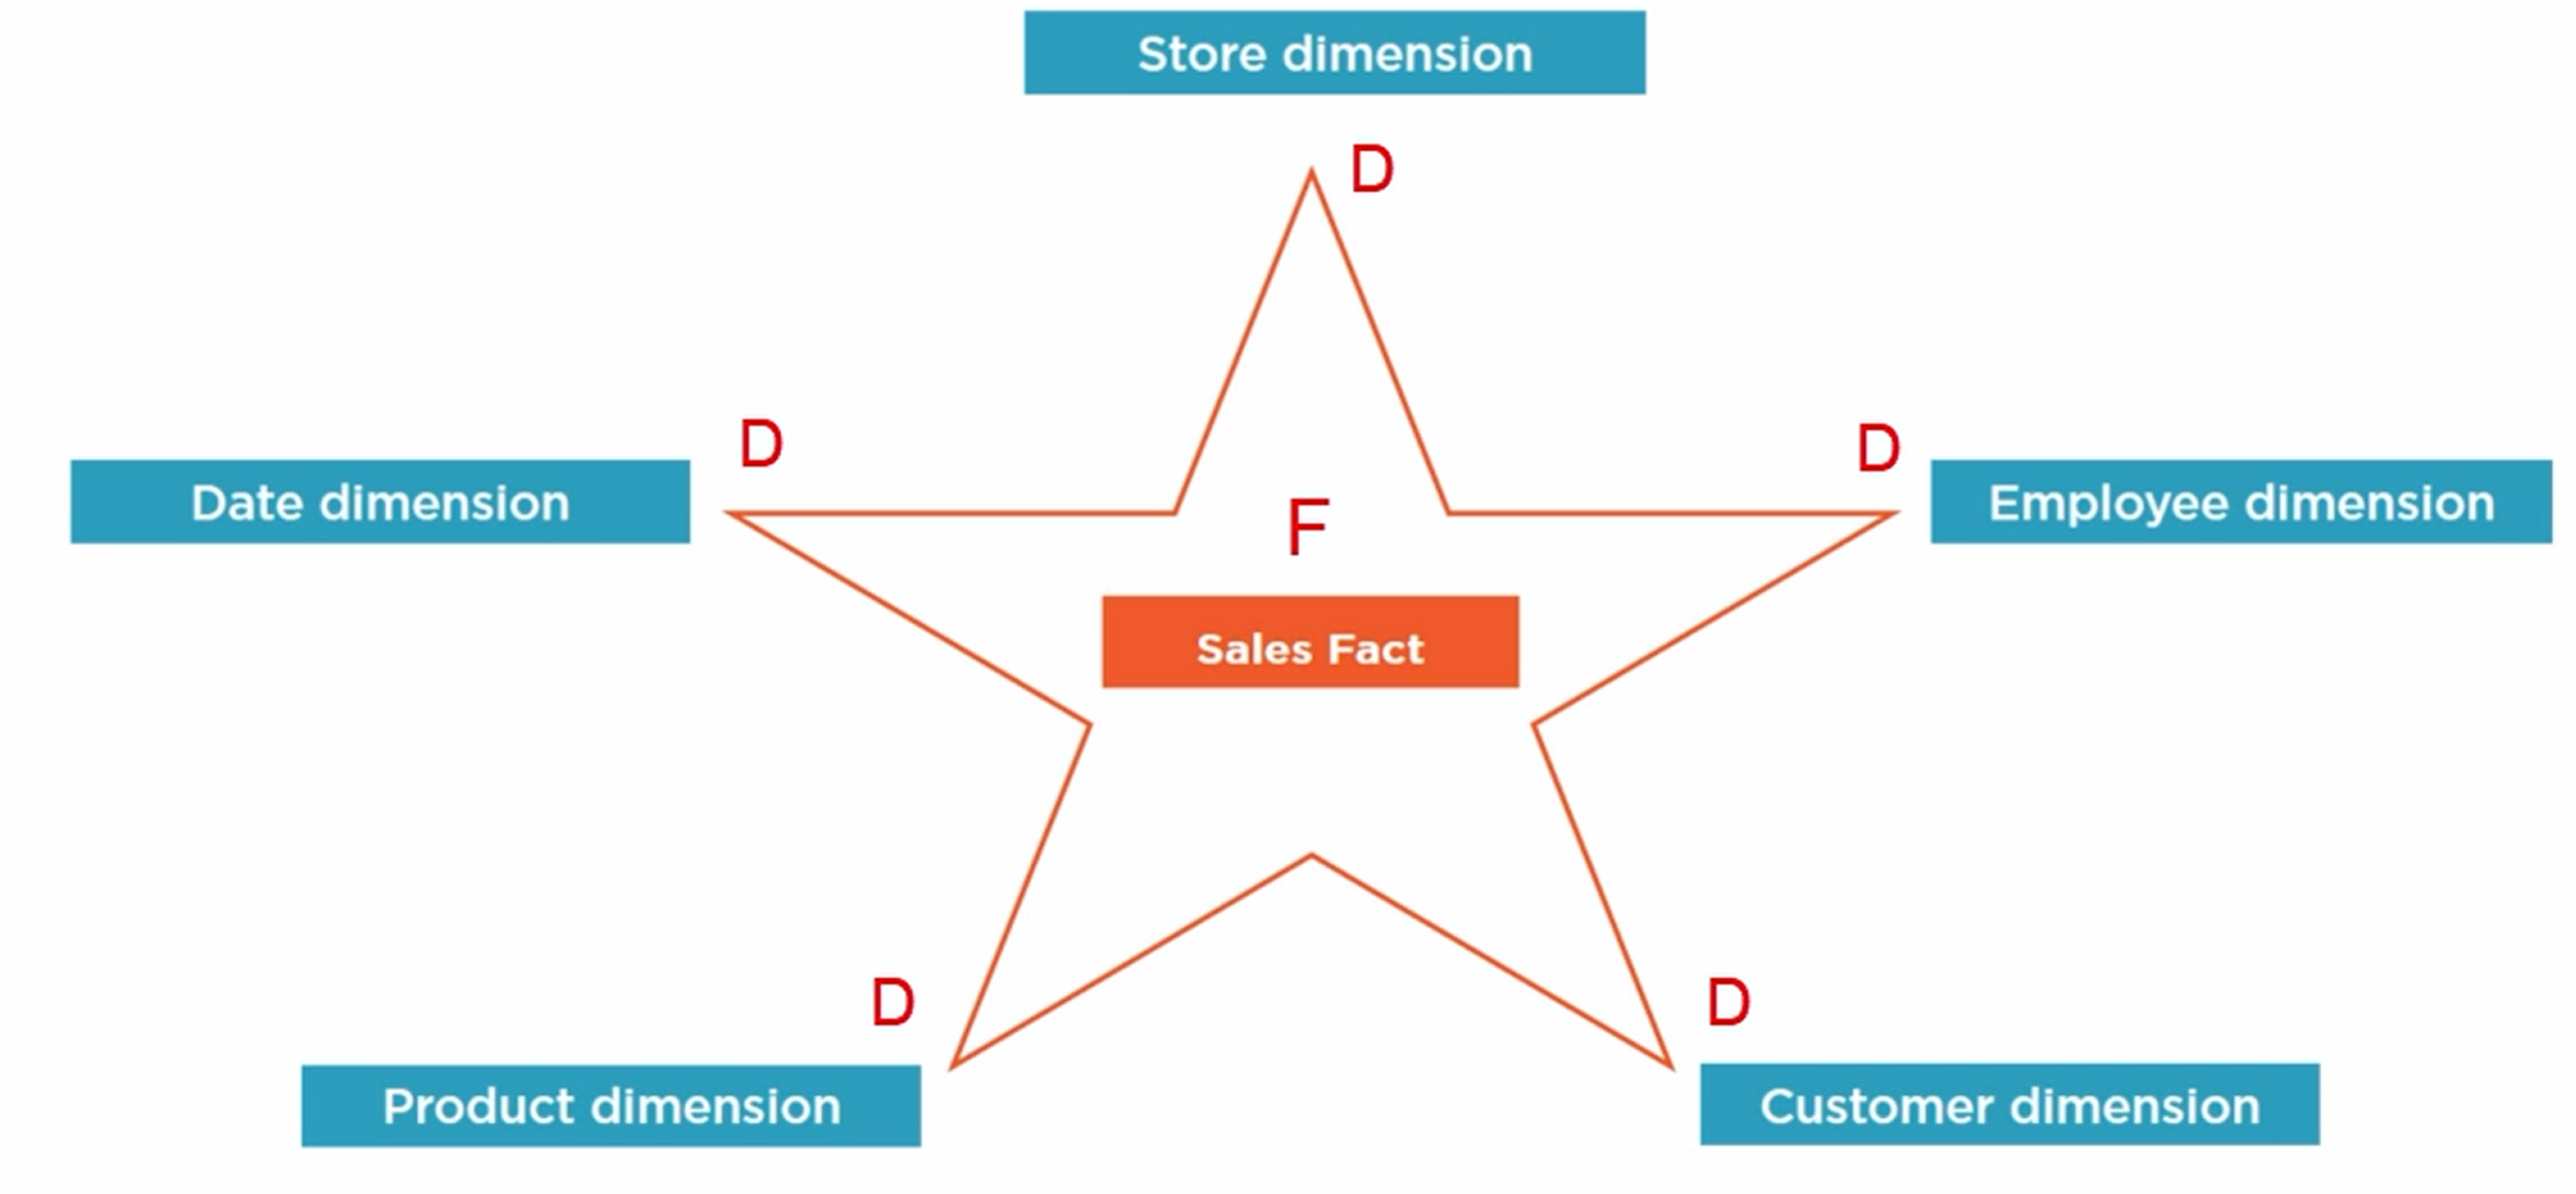 Store dimension
D
D
D
Date dimension
Employee dimension
F
Sales Fact
D
D
Product dimension
Customer dimension